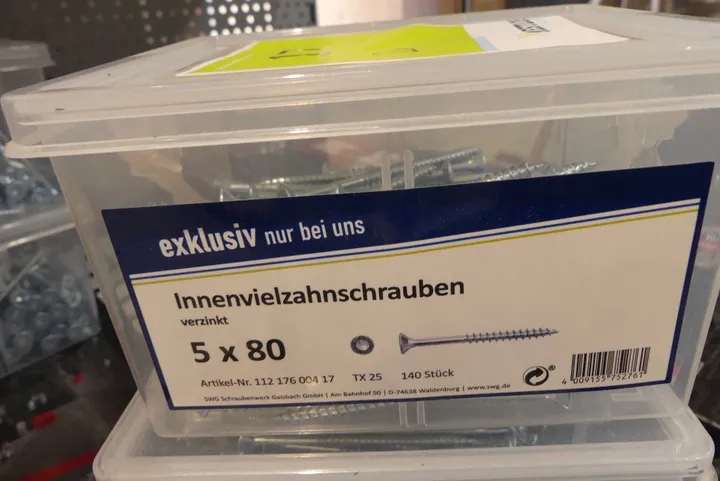 exklusiv nur bei uns
Innenvielzahnschrauben
verzinkt
5 x 80
Artikel-Nr. 112 176 004 17 TX 25 140 Stück
SWG Schraubenwerk Gaisbach GmbH | Am Bahnhof 50 | D-74638 Waldenburg | www.swg.de
®
4 009155 752761